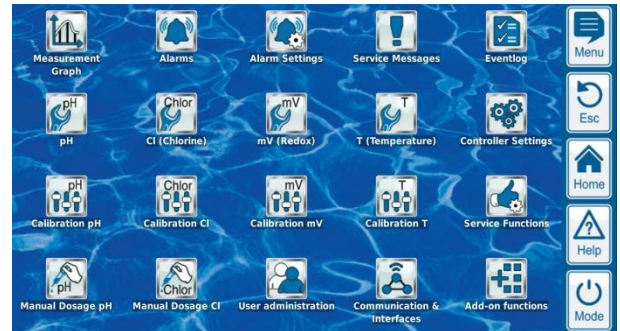 Measurement
Graph
Alarms
Alarm Settings
Service Messages
Eventlog
Menu
pH
pH
Chlor
Cl (Chlorine)
mV
mV (Redox)
T
T (Temperature)
Controller Settings
Esc
Home
pH
Calibration pH
Chlor
Calibration Cl
mV
Calibration mV
T
Calibration T
Service Functions
?
Help
pH
Manual Dosage pH
Chlor
Manual Dosage Cl
User administration
Communication &
Interfaces
Add-on functions
Mode